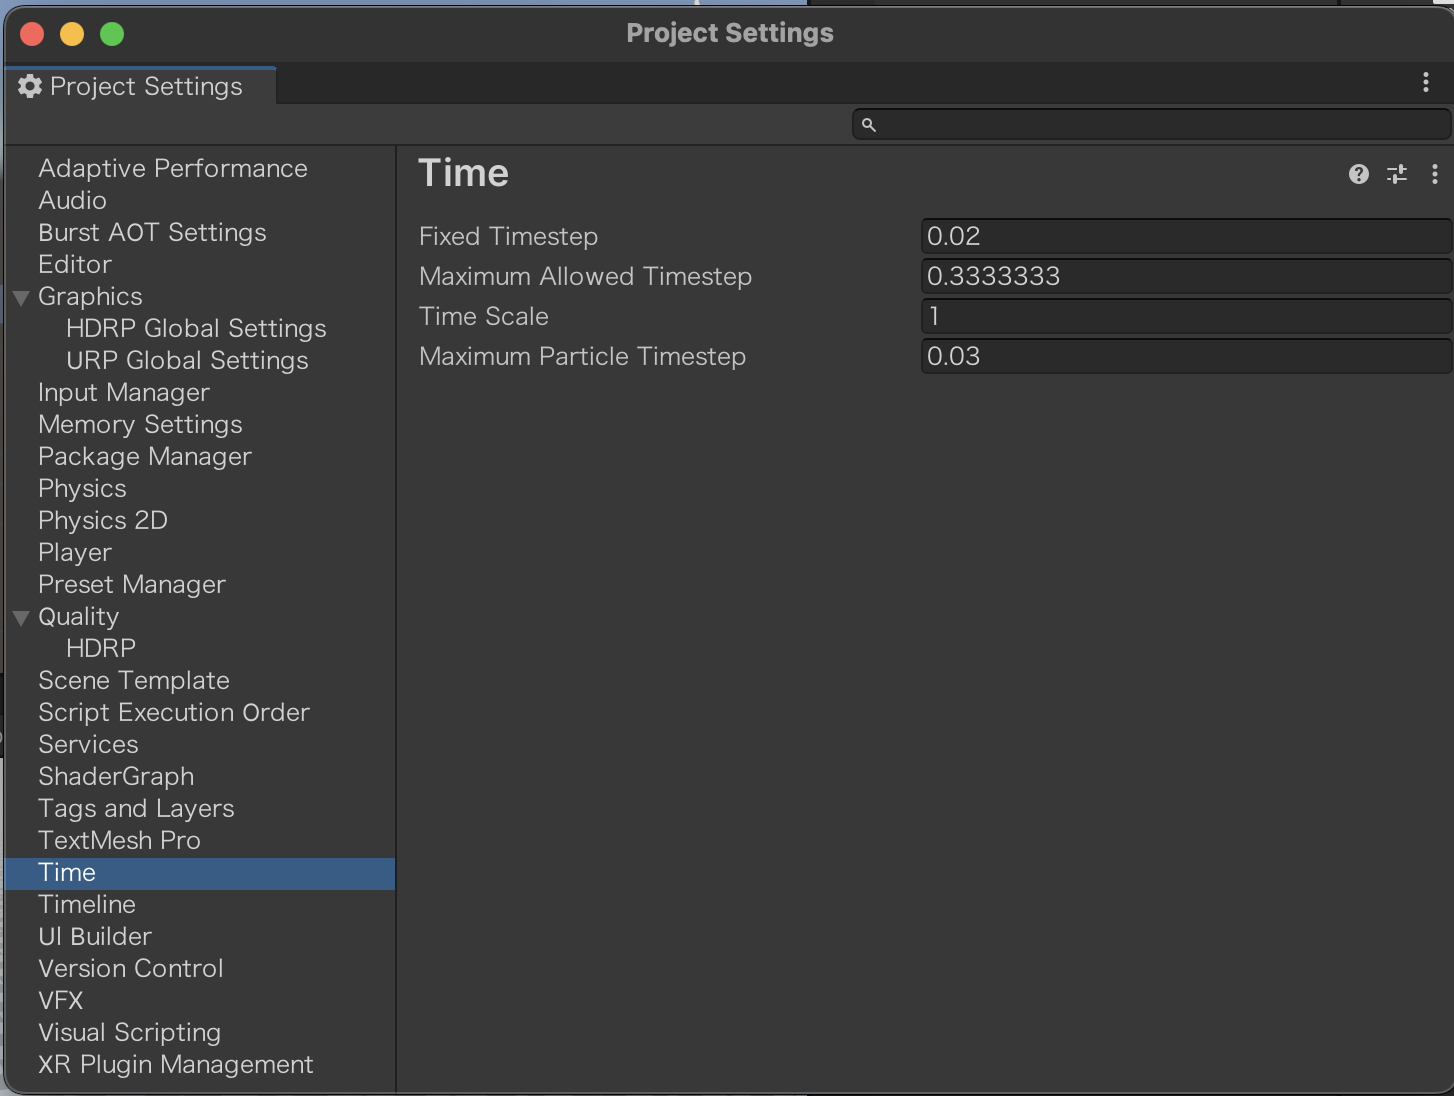 Project Settings
Project Settings
Adaptive Performance
Audio
Burst AOT Settings
Editor
Graphics
HDRP Global Settings
URP Global Settings
Input Manager
Memory Settings
Package Manager
Physics
Physics 2D
Player
Preset Manager
Quality
HDRP
Scene Template
Script Execution Order
Services
ShaderGraph
Tags and Layers
TextMesh Pro
Time
Timeline
UI Builder
Version Control
VFX
Visual Scripting
XR Plugin Management
Time
Fixed Timestep 0.02
Maximum Allowed Timestep 0.3333333
Time Scale 1
Maximum Particle Timestep 0.03